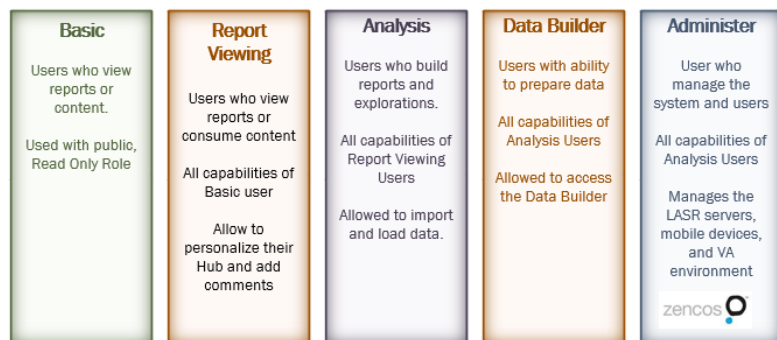 Basic
Users who view
reports or
content.
Used with public,
Read Only Role
Report
Viewing
Users who view
reports or
consume content
All capabilities of
Basic user
Allow to
personalize their
Hub and add
comments
Analysis
Users who build
reports and
explorations.
All capabilities of
Report Viewing
Users
Allowed to import
and load data.
Data Builder
Users with ability
to prepare data
All capabilities of
Analysis Users
Allowed to access
the Data Builder
Administer
User who
manage the
system and users
All capabilities of
Analysis Users
Manages the
LASR servers,
mobile devices,
and VA
environment
zencos